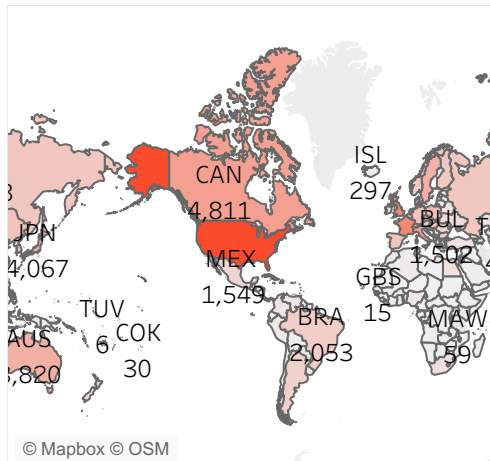 ISL
297
CAN
4,811
BUL
1,502
JPN
4,067
MEX
1,549
GBS
15
TUV
6
COK
30
BRA
2,053
MAW
59
AUS
,820
© Mapbox © OSM